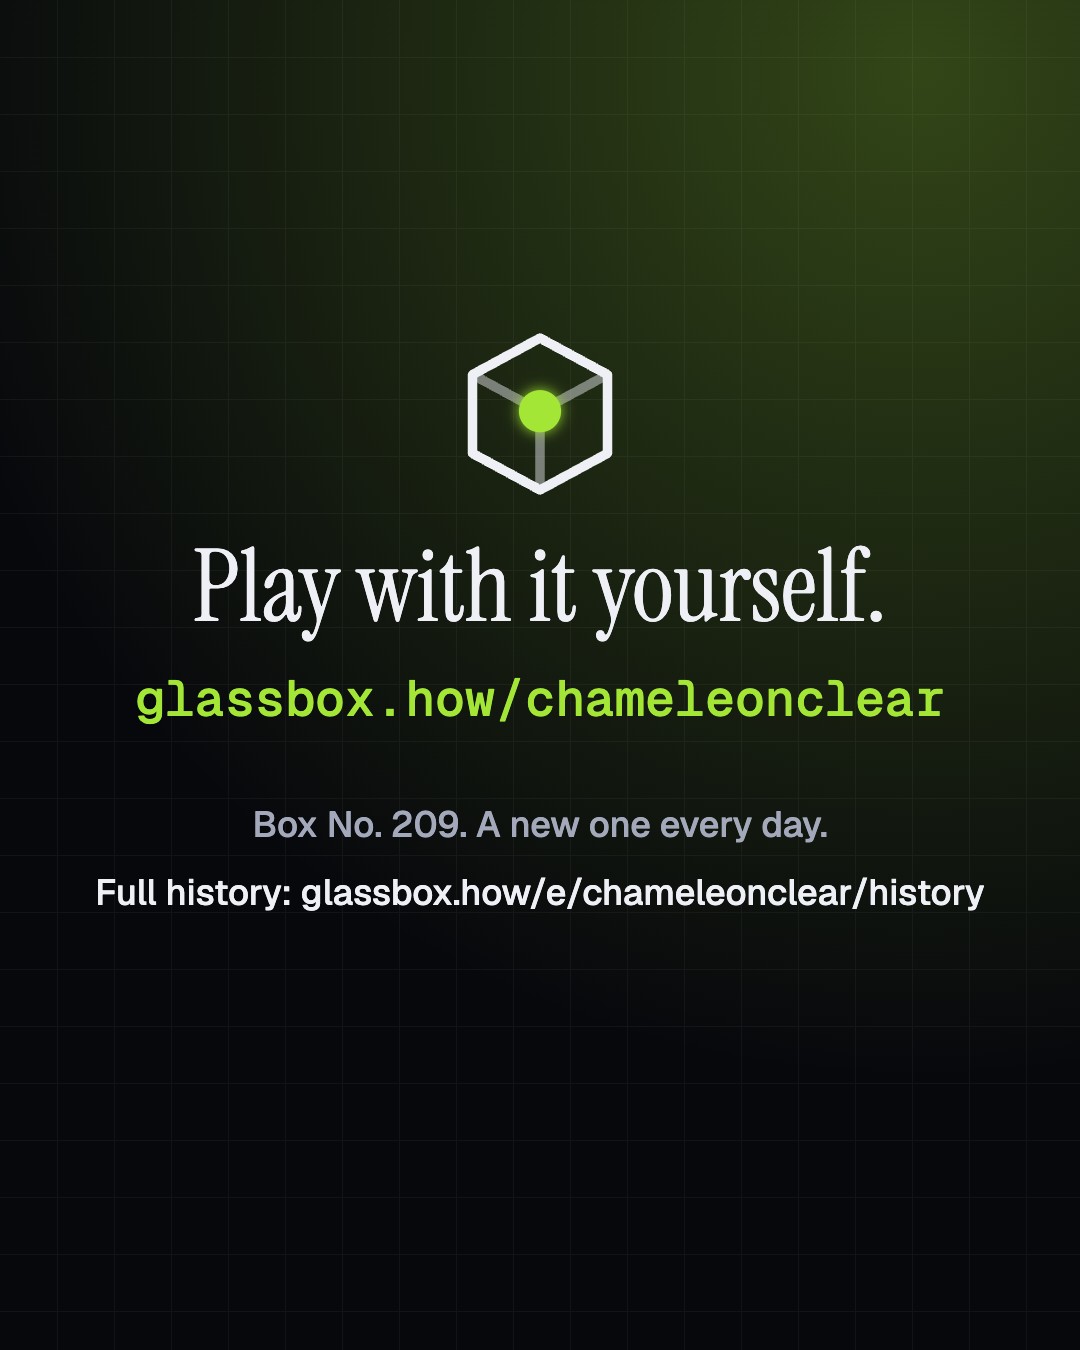 Play with it yourself.
glassbox.how/chameleonclear
Box No. 209. A new one every day.
Full history: glassbox.how/e/chameleonclear/history